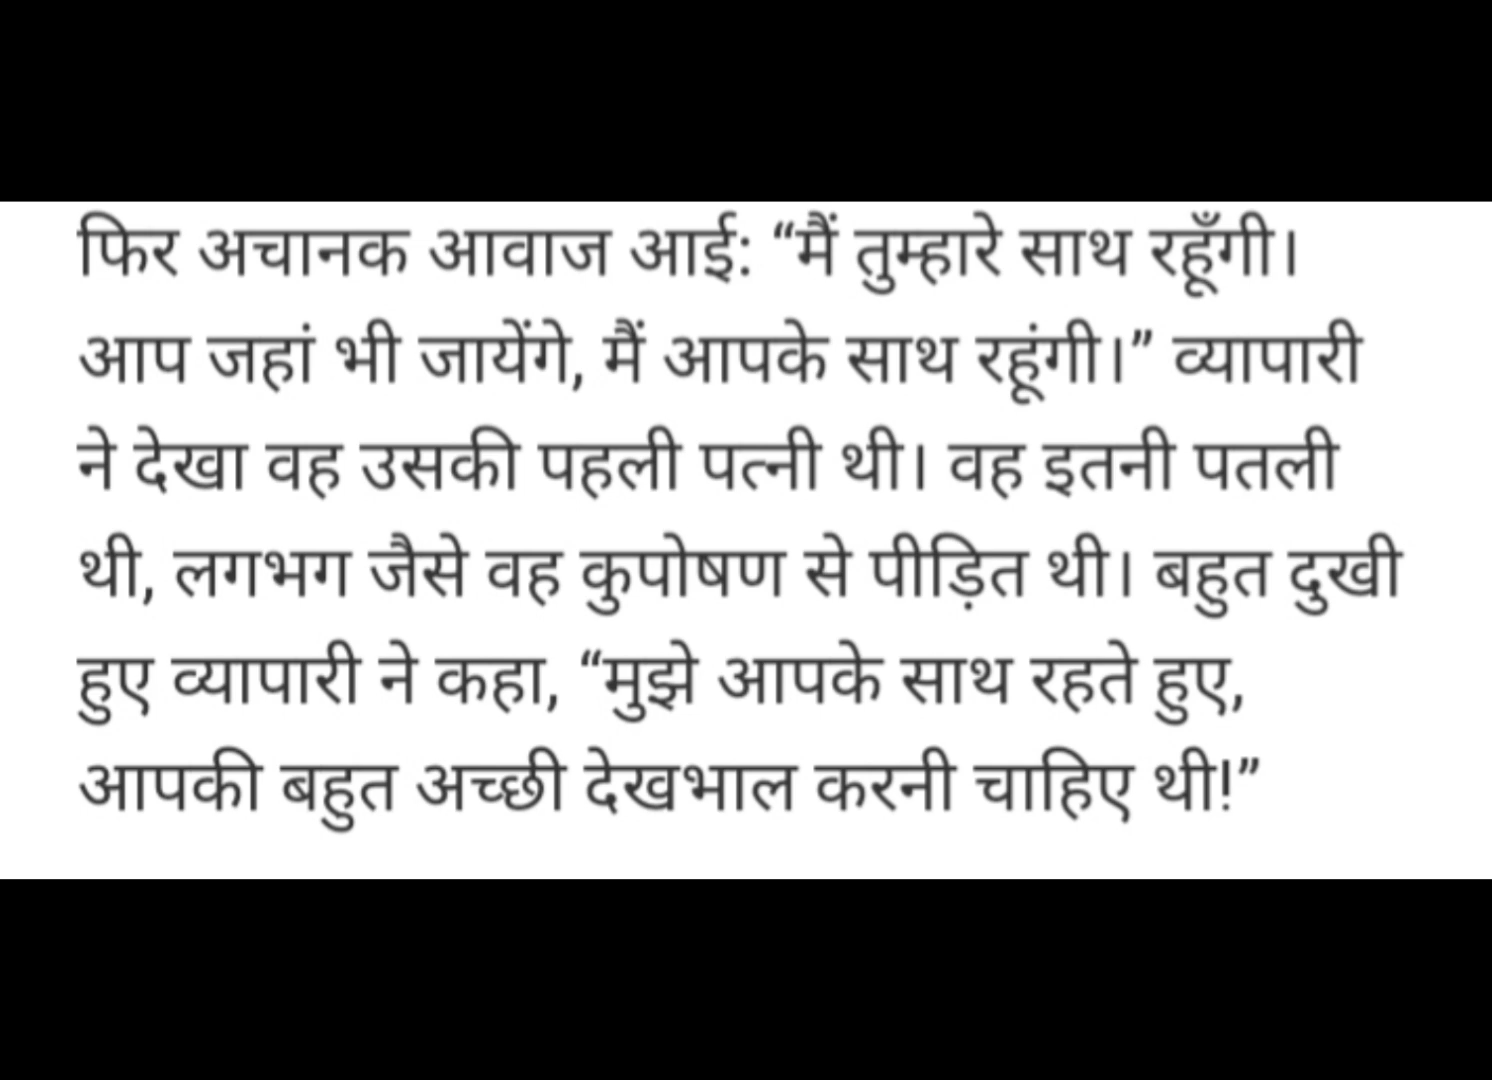 फिर अचानक आवाज आई: “मैं तुम्हारे साथ रहूँगी।
आप जहां भी जायेंगे, मैं आपके साथ रहूंगी।” व्यापारी
ने देखा वह उसकी पहली पत्नी थी। वह इतनी पतली
थी, लगभग जैसे वह कुपोषण से पीड़ित थी। बहुत दुखी
हुए व्यापारी ने कहा, “मुझे आपके साथ रहते हुए,
आपकी बहुत अच्छी देखभाल करनी चाहिए थी!”